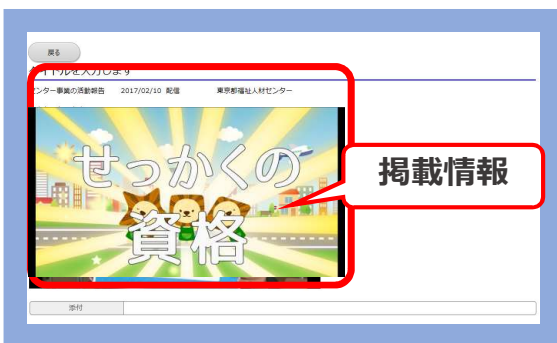 戻る
タイトルを入力します
センター事業の活動報告 2017/02/10 配信 東京都福祉人材センター
せっかくの
資格
掲載情報
添付